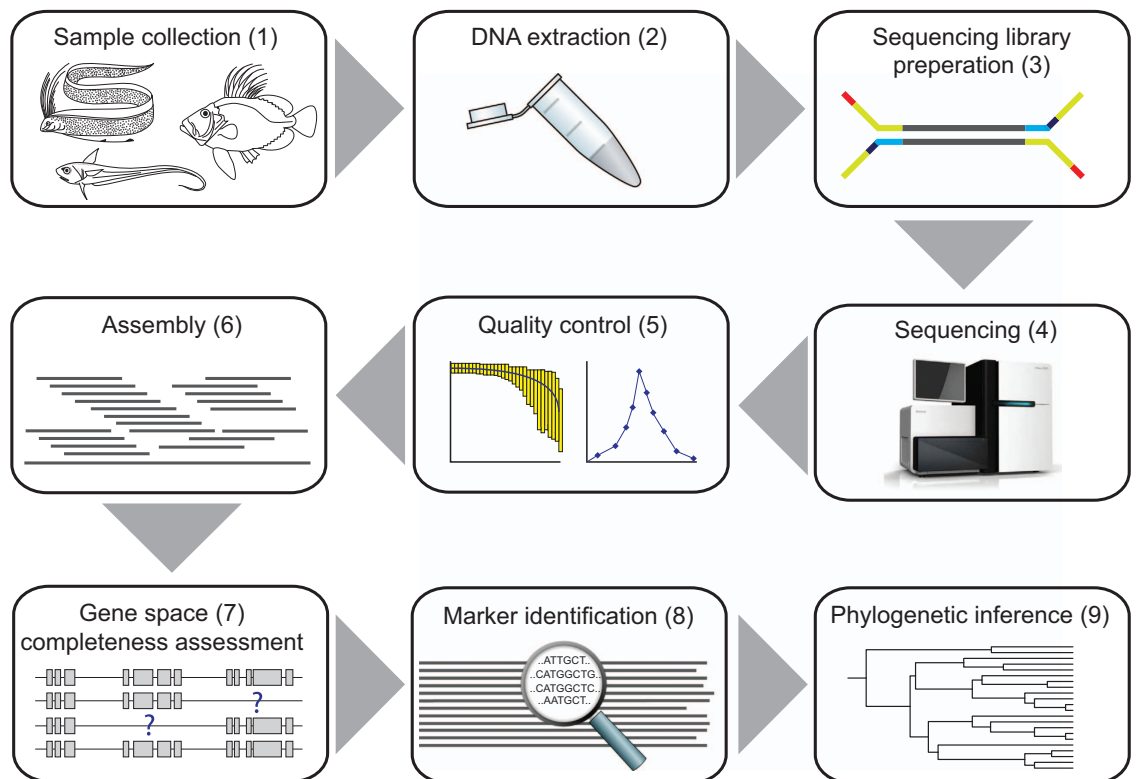 Sample collection (1)
DNA extraction (2)
Sequencing library
preperation (3)
Assembly (6)
Quality control (5)
Sequencing (4)
Gene space (7)
completeness assessment
?
?
Marker identification (8)
..ATTGCT..
..CATGGCTG..
..CATGGCTC..
..AATGCT..
Phylogenetic inference (9)